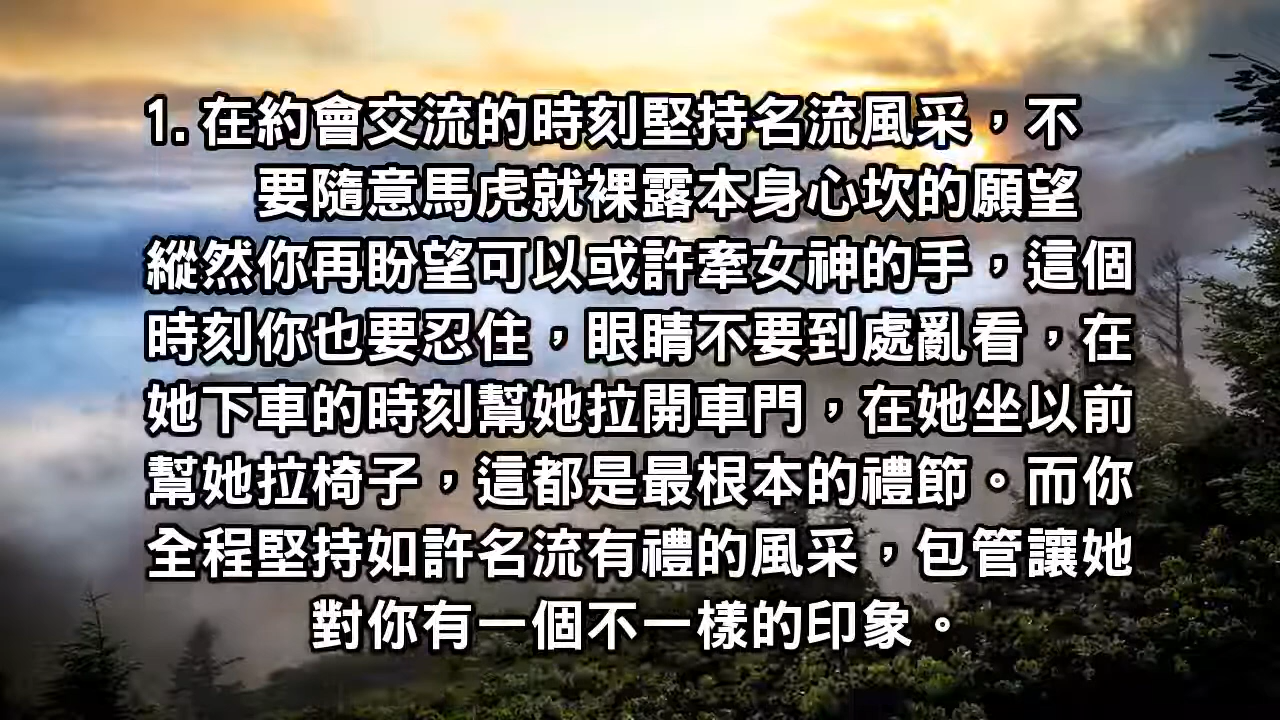 1. 在約會交流的時刻堅持名流風采，不
要隨意馬虎就裸露本身心坎的願望
縱然你再盼望可以或許牽女神的手，這個
時刻你也要忍住，眼睛不要到處亂看，在
她下車的時刻幫她拉開車門，在她坐以前
幫她拉椅子，這都是最根本的禮節。而你
全程堅持如許名流有禮的風采，包管讓她
對你有一個不一樣的印象。